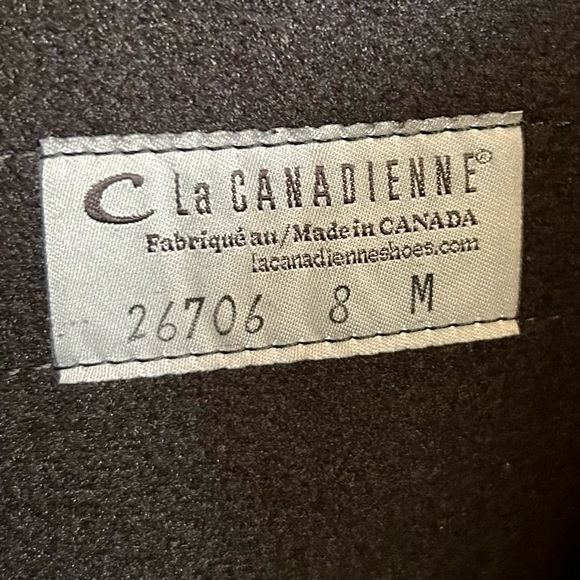 C La CANADIENNE®
Fabriqué au/Made in CANADA
lacanadienneshoes.com
26706 8 M